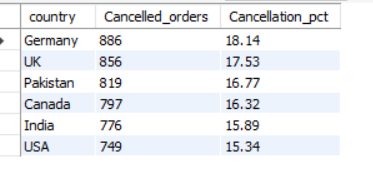 country Cancelled_orders Cancellation_pct
Germany 886 18.14
UK 856 17.53
Pakistan 819 16.77
Canada 797 16.32
India 776 15.89
USA 749 15.34